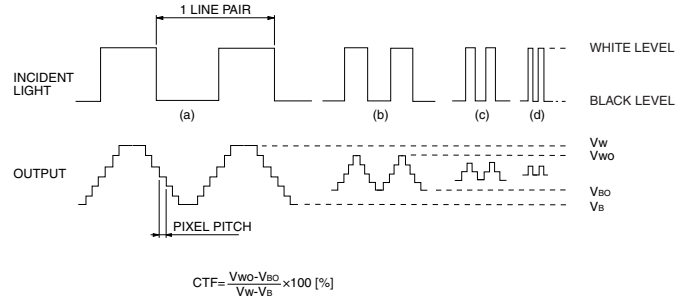 1 LINE PAIR
WHITE LEVEL
INCIDENT
LIGHT
BLACK LEVEL
(a) (b) (c) (d)
Vw
Vwo
OUTPUT
VBO
VB
PIXEL PITCH
CTF= Vwo-VBO ×100 [%]
Vw-VB